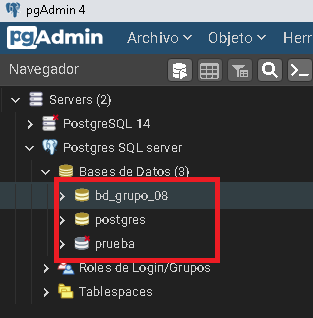 pgAdmin 4
pgAdmin Archivo Objeto Herr
Navegador
Servers (2)
PostgreSQL 14
Postgres SQL server
Bases de Datos (3)
bd_grupo_08
postgres
prueba
Roles de Login/Grupos
Tablespaces